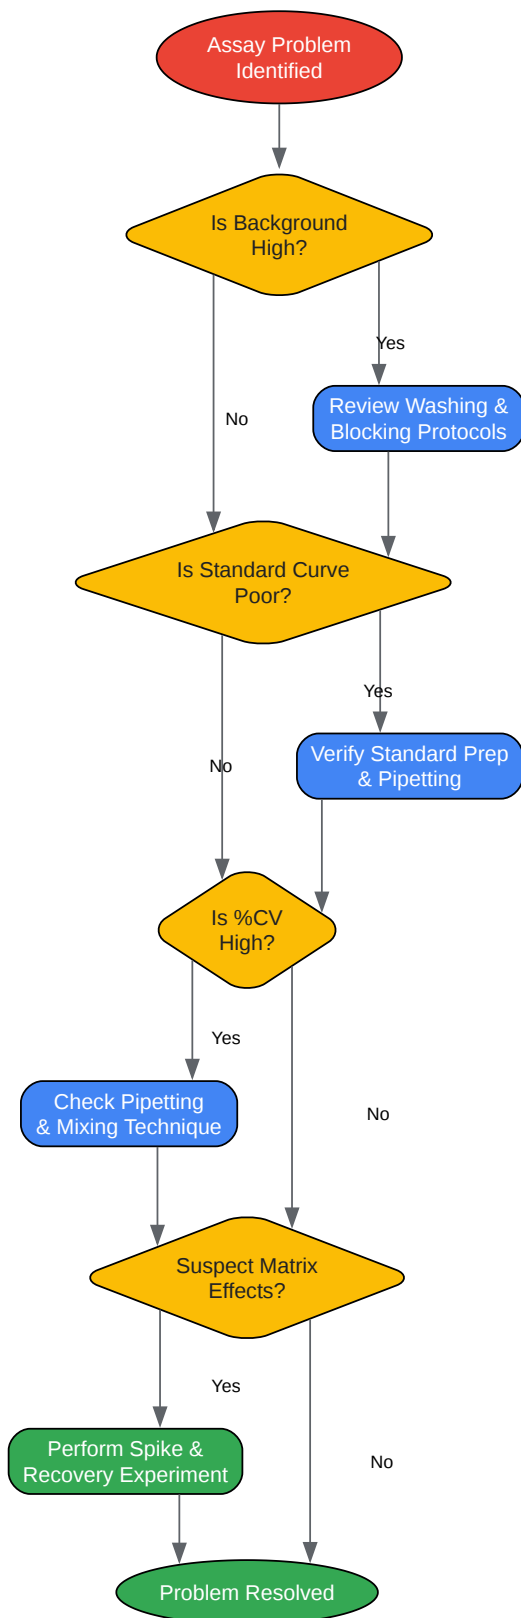 Assay Problem
Identified
Is Background
High?
Yes
Review Washing &
Blocking Protocols
No
Is Standard Curve
Poor?
Yes
Verify Standard Prep
& Pipetting
No
Is %CV
High?
Yes
Check Pipetting
& Mixing Technique
No
Suspect Matrix
Effects?
Yes
Perform Spike &
Recovery Experiment
No
Problem Resolved